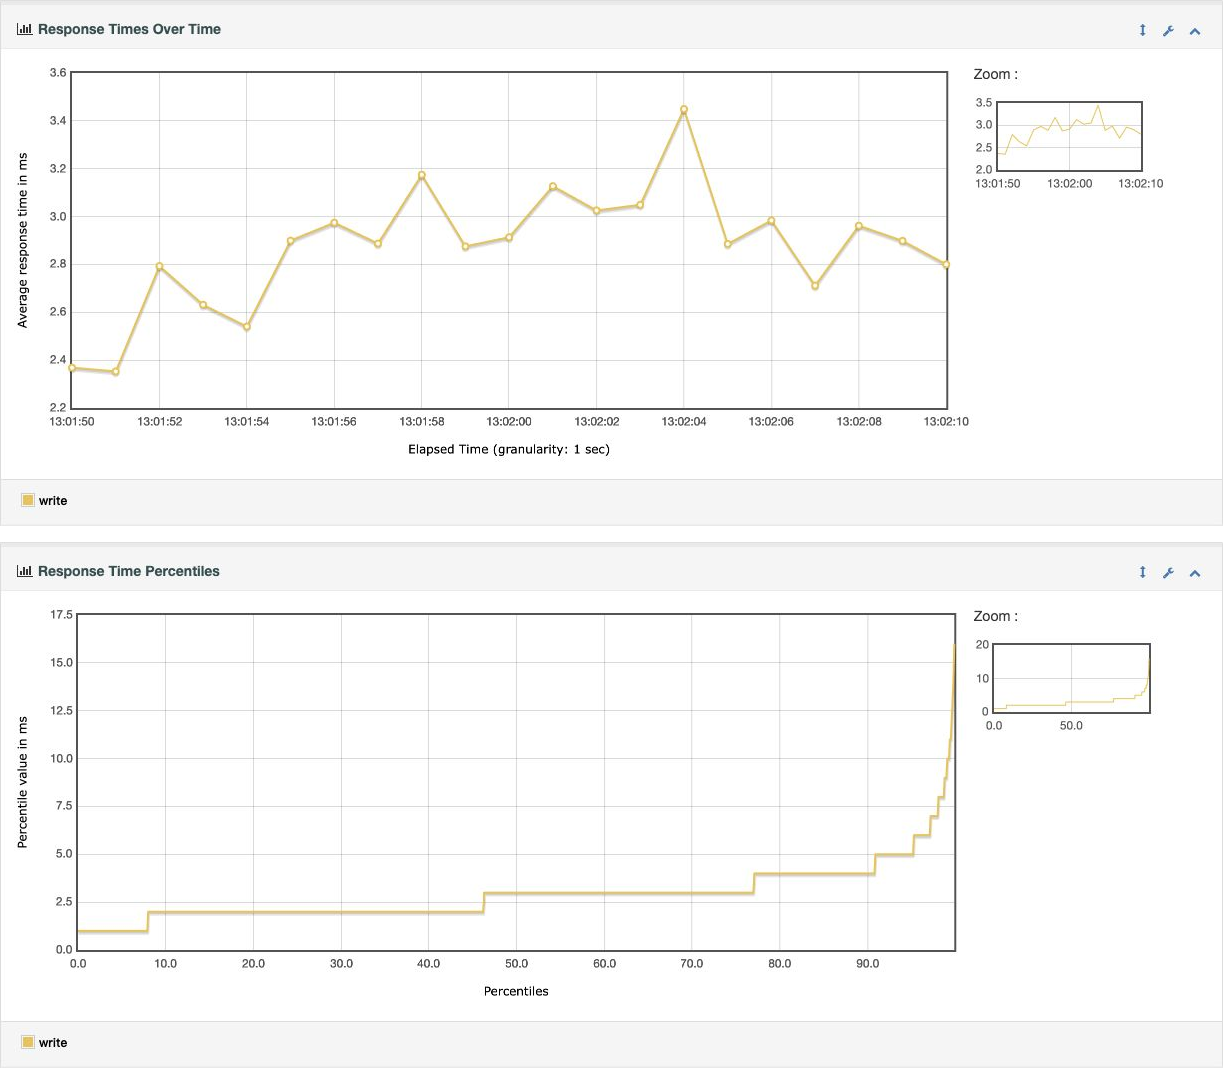 Response Times Over Time
Zoom :
3.6
3.4
3.2
3.0
2.8
2.6
2.4
2.2
Average response time in ms
13:01:50 13:01:52 13:01:54 13:01:56 13:01:58 13:02:00 13:02:02 13:02:04 13:02:06 13:02:08 13:02:10
Elapsed Time (granularity: 1 sec)
3.5
3.0
2.5
2.0
13:01:50 13:02:00 13:02:10
write
Response Time Percentiles
Zoom :
17.5
15.0
12.5
10.0
7.5
5.0
2.5
0.0
Percentile value in ms
0.0 10.0 20.0 30.0 40.0 50.0 60.0 70.0 80.0 90.0
Percentiles
20
10
0
0.0 50.0
write